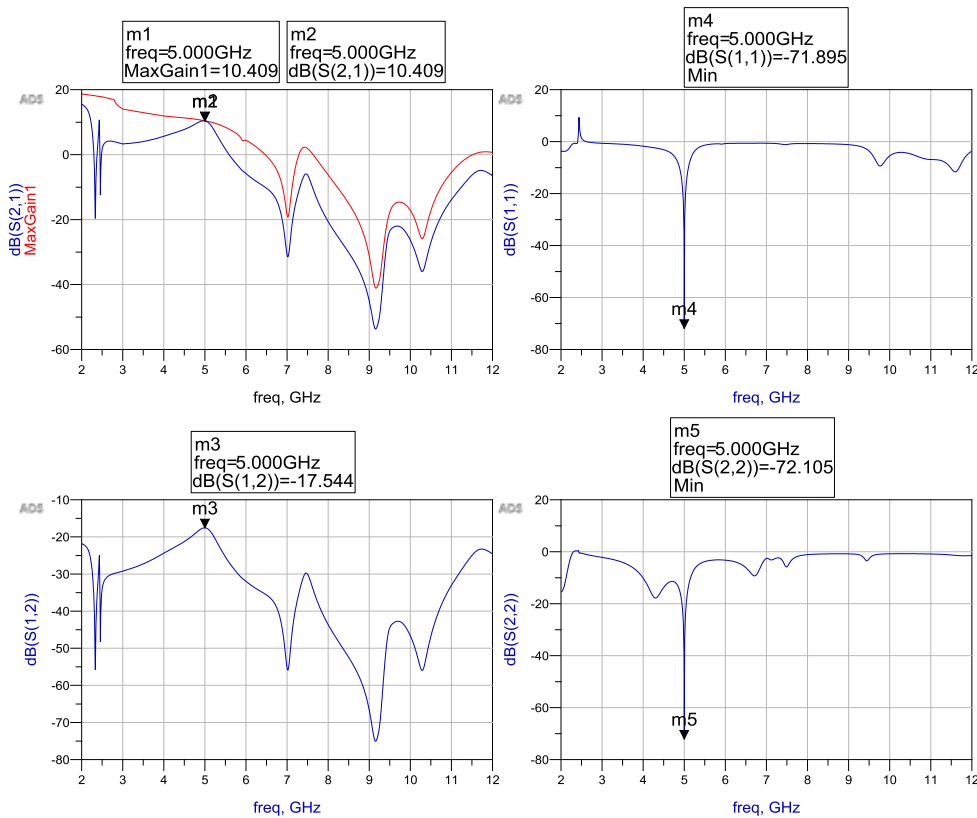 m1
freq=5.000GHz
MaxGain1=10.409
m2
freq=5.000GHz
dB(S(2,1))=10.409
ADS
20
0
-20
-40
-60
dB(S(2,1))
MaxGain1
m2
2 3 4 5 6 7 8 9 10 11 12
freq, GHz
m4
freq=5.000GHz
dB(S(1,1))=-71.895
Min
ADS
20
0
-20
-40
-60
-80
dB(S(1,1))
m4
2 3 4 5 6 7 8 9 10 11 12
freq, GHz
m3
freq=5.000GHz
dB(S(1,2))=-17.544
ADS
-10
-20
-30
-40
-50
-60
-70
-80
dB(S(1,2))
m3
2 3 4 5 6 7 8 9 10 11 12
freq, GHz
m5
freq=5.000GHz
dB(S(2,2))=-72.105
Min
ADS
20
0
-20
-40
-60
-80
dB(S(2,2))
m5
2 3 4 5 6 7 8 9 10 11 12
freq, GHz